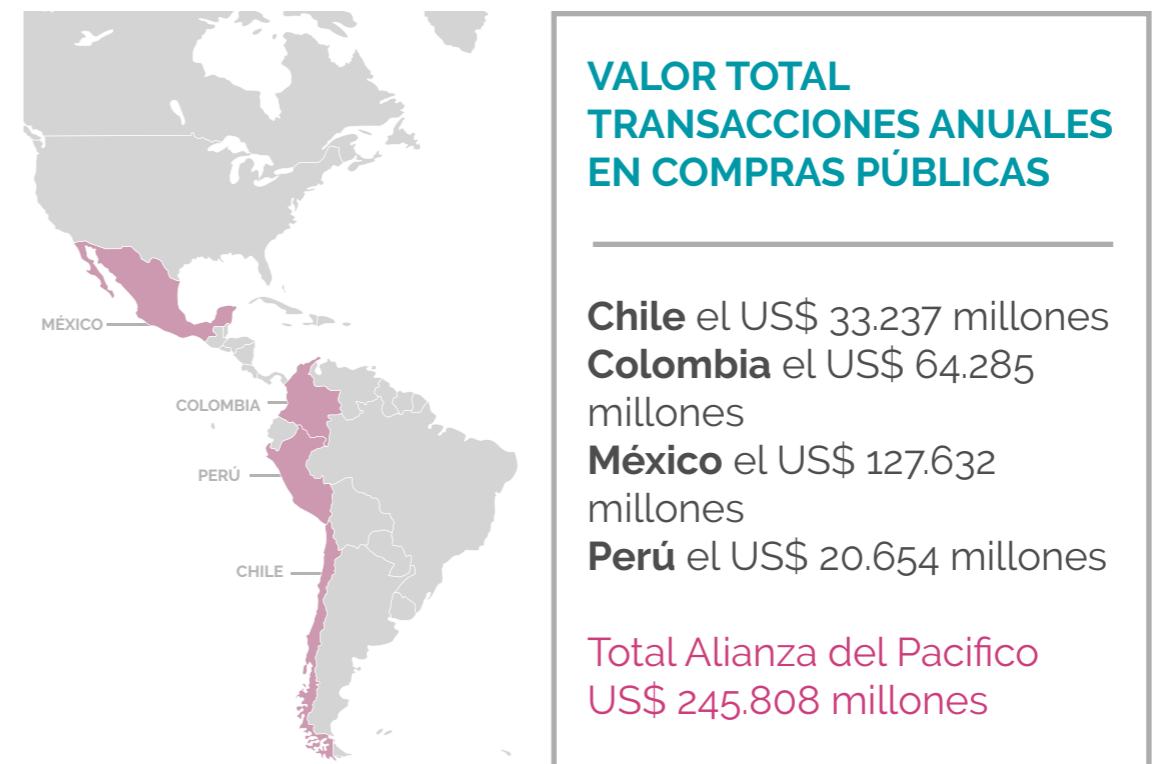 MÉXICO
COLOMBIA
PERÚ
CHILE
VALOR TOTAL
TRANSACCIONES ANUALES
EN COMPRAS PÚBLICAS
Chile el US$ 33.237 millones
Colombia el US$ 64.285
millones
México el US$ 127.632
millones
Perú el US$ 20.654 millones
Total Alianza del Pacifico
US$ 245.808 millones